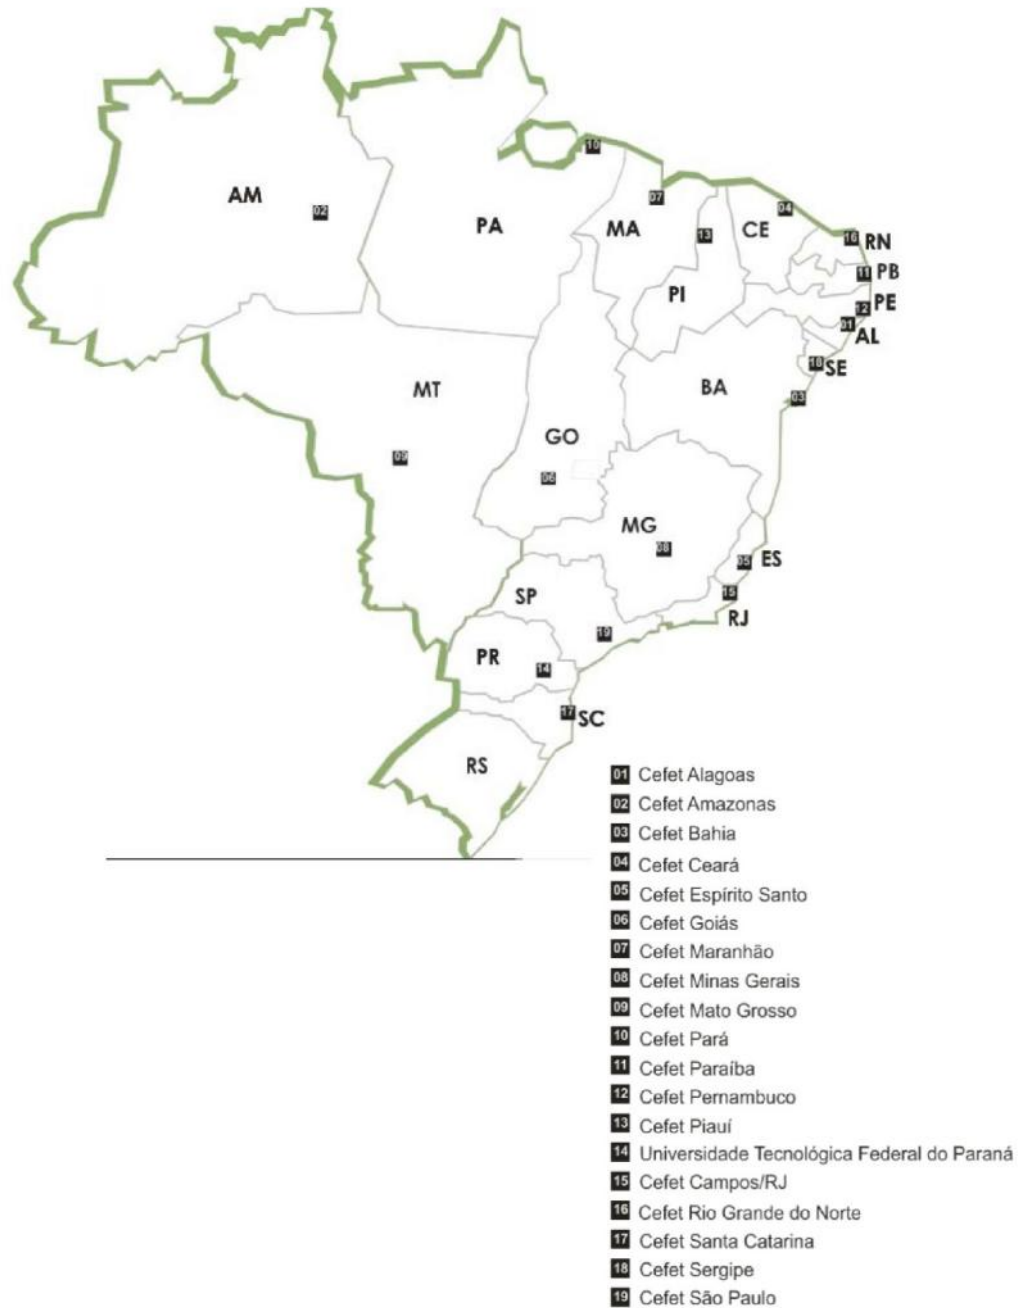 10
AM
02
PA
MA
07
13
CE
04
16 RN
11 PB
PI
12 PE
01
AL
18 SE
MT
BA
03
GO
09
06
MG
08
05 ES
SP
15
RJ
19
PR
14
17 SC
RS
01 Cefet Alagoas
02 Cefet Amazonas
03 Cefet Bahia
04 Cefet Ceará
05 Cefet Espírito Santo
06 Cefet Goiás
07 Cefet Maranhão
08 Cefet Minas Gerais
09 Cefet Mato Grosso
10 Cefet Pará
11 Cefet Paraíba
12 Cefet Pernambuco
13 Cefet Piauí
14 Universidade Tecnológica Federal do Paraná
15 Cefet Campos/RJ
16 Cefet Rio Grande do Norte
17 Cefet Santa Catarina
18 Cefet Sergipe
19 Cefet São Paulo